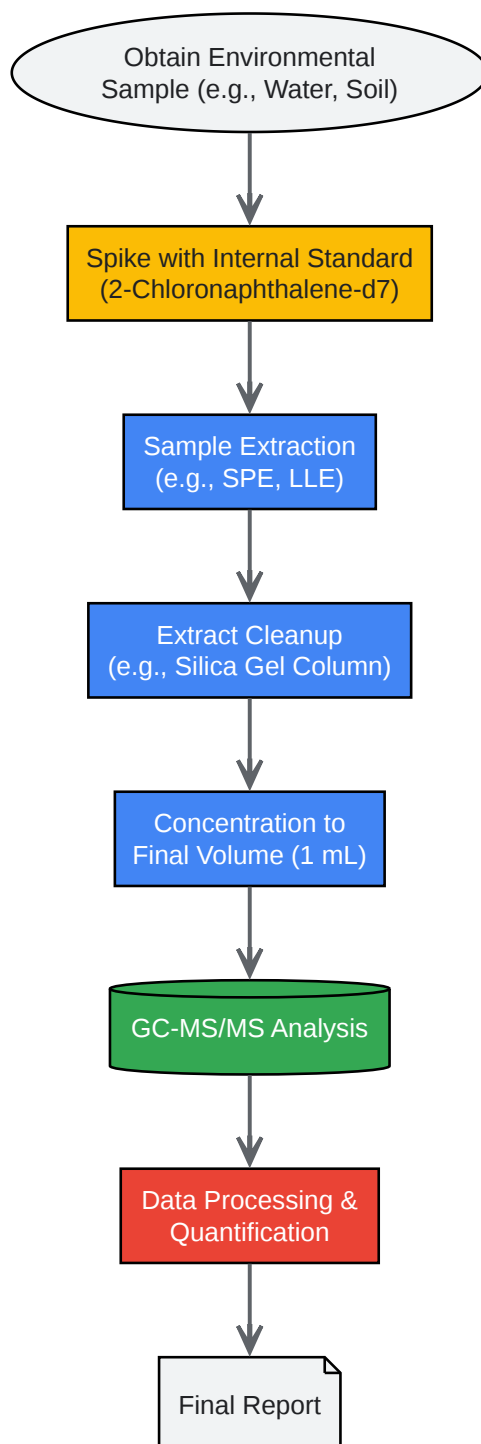 Obtain Environmental
Sample (e.g., Water, Soil)
Spike with Internal Standard
(2-Chloronaphthalene-d7)
Sample Extraction
(e.g., SPE, LLE)
Extract Cleanup
(e.g., Silica Gel Column)
Concentration to
Final Volume (1 mL)
GC-MS/MS Analysis
Data Processing &
Quantification
Final Report